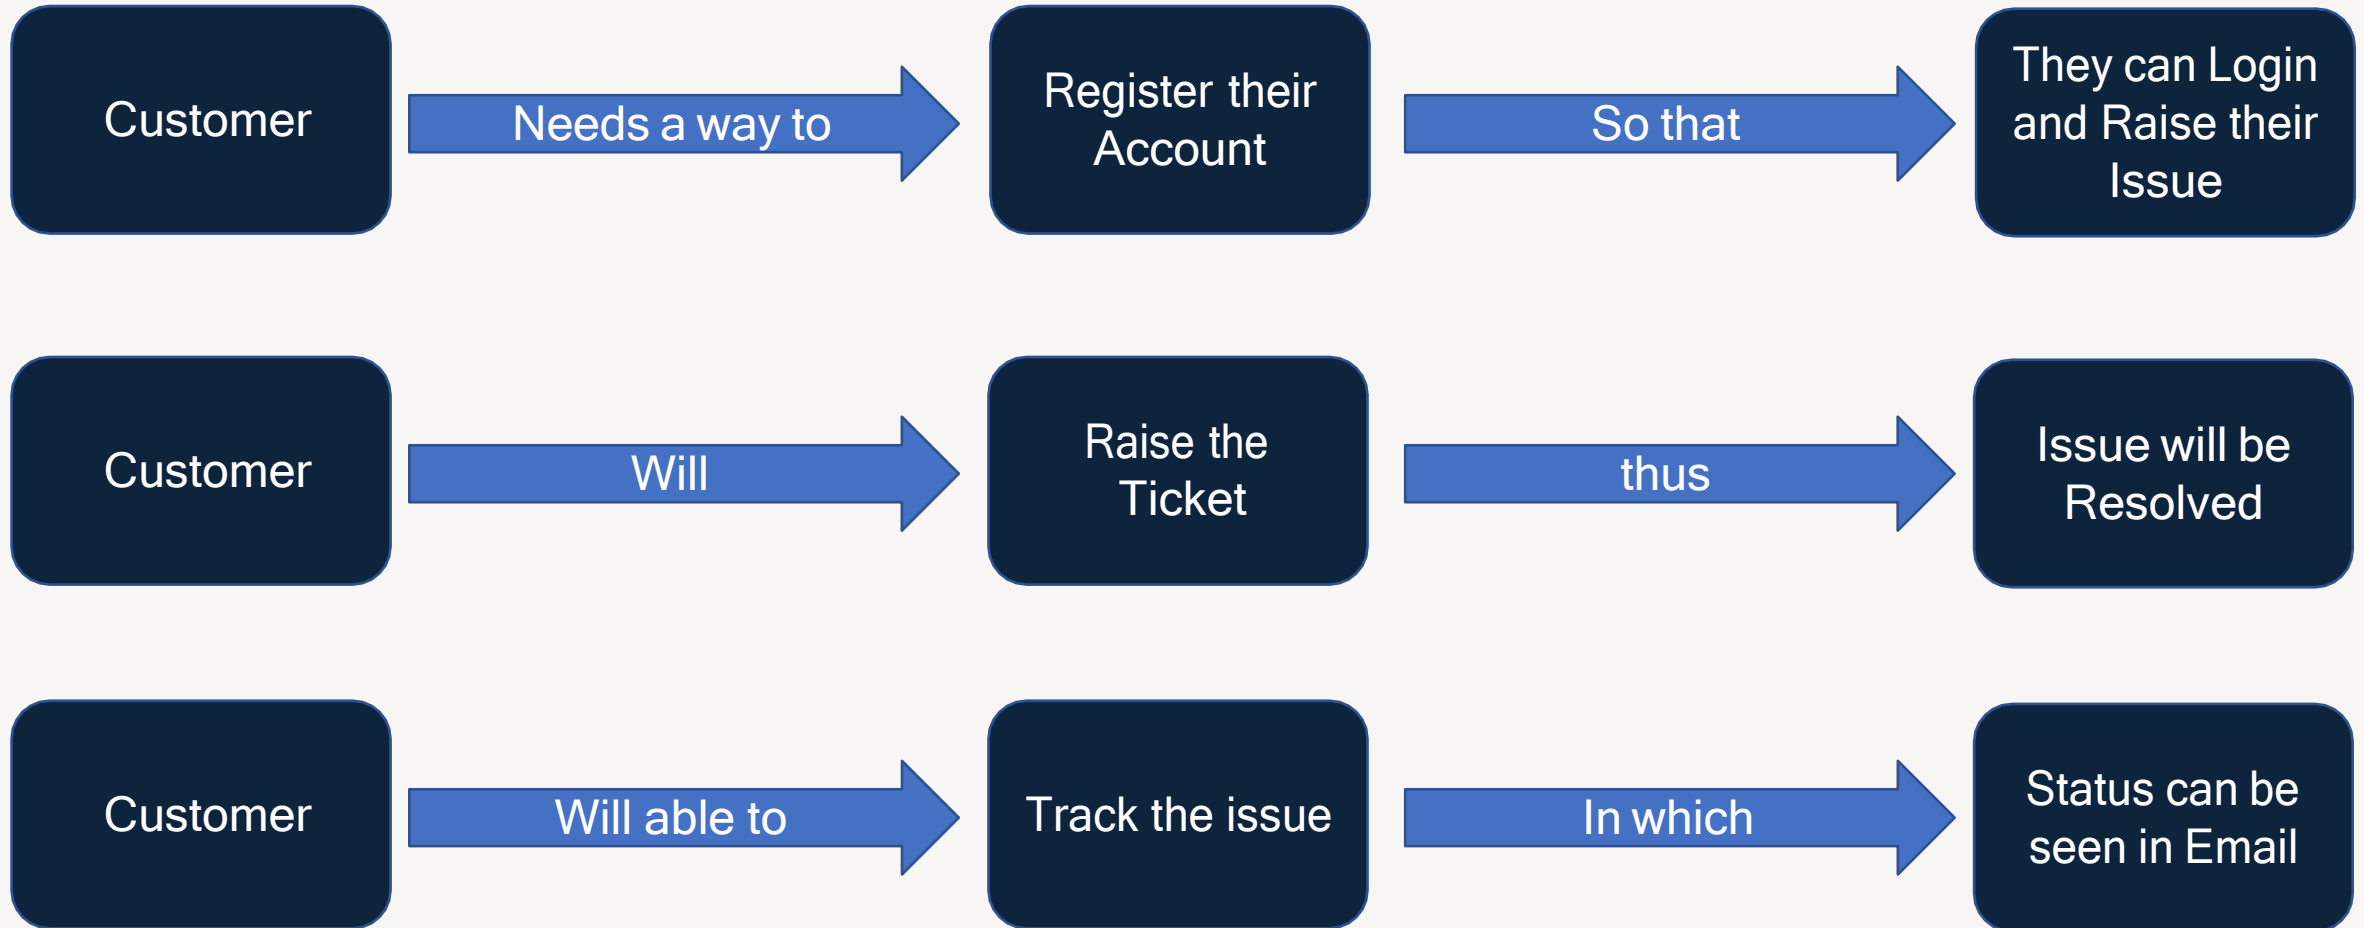 Customer
Needs a way to
Register their
Account
So that
They can Login
and Raise their
Issue
Customer
Will
Raise the
Ticket
thus
Issue will be
Resolved
Customer
Will able to
Track the issue
In which
Status can be
seen in Email